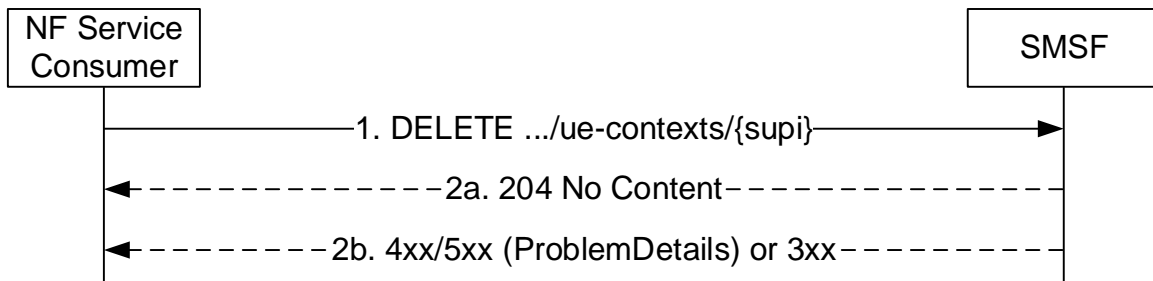 NF Service
Consumer
SMSF
1. DELETE .../ue-contexts/{supi}
2a. 204 No Content
2b. 4xx/5xx (ProblemDetails) or 3xx